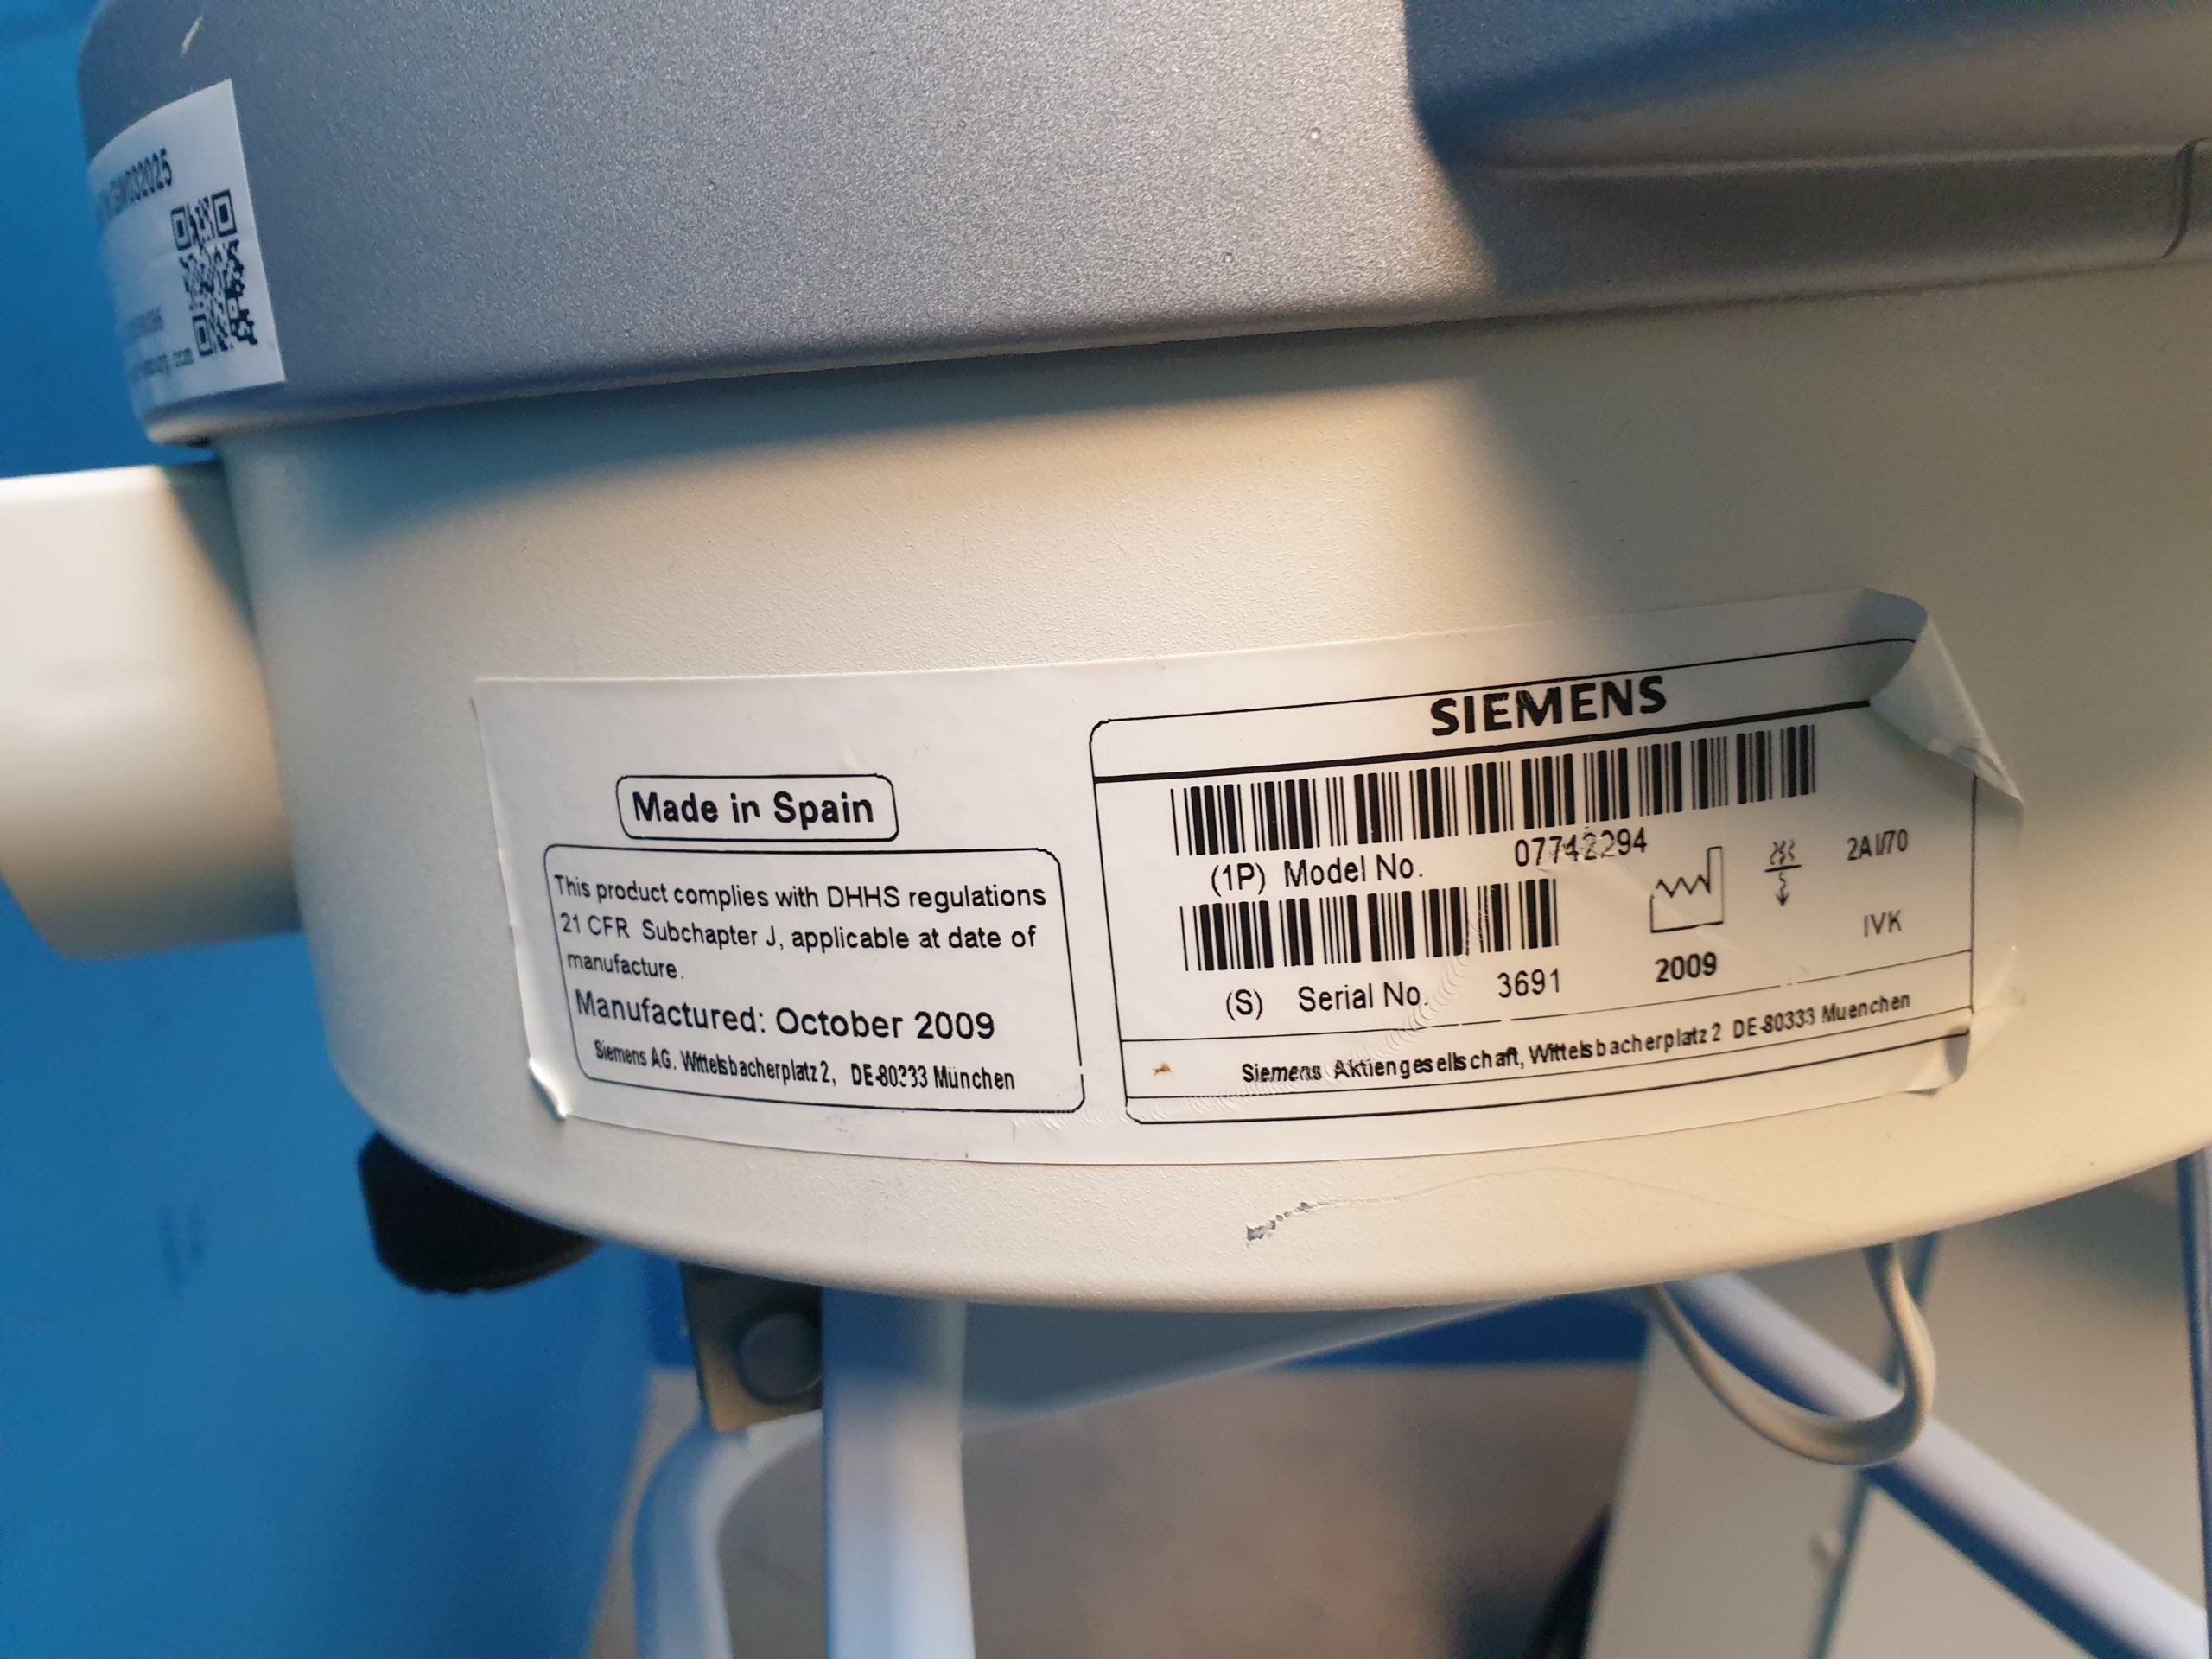 032025
.com
Made in Spain
This product complies with DHHS regulations
21 CFR Subchapter J, applicable at date of
manufacture.
Manufactured: October 2009
Siemens AG. Wittelsbacherplatz 2, DE-80333 München
SIEMENS
(1P) Model No. 07742294
2AI/70
IVK
(S) Serial No. 3691
2009
Siemens Aktiengesellschaft, Wittelsbacherplatz 2 DE-80333 Muenchen